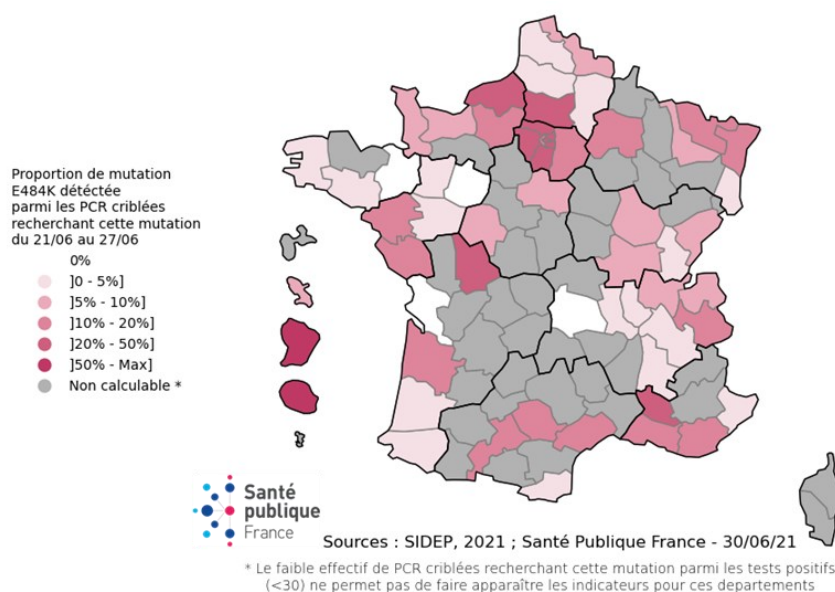 Proportion de mutation
E484K détéctée
parmi les PCR criblées
recherchant cette mutation
du 21/06 au 27/06
0%
]0 - 5%]
]5% - 10%]
]10% - 20%]
]20% - 50%]
]50% - Max]
Non calculable *
Santé
publique
France
Sources : SIDEP, 2021 ; Santé Publique France - 30/06/21
* Le faible effectif de PCR criblées recherchant cette mutation parmi les tests positifs
(<30) ne permet pas de faire apparaître les indicateurs pour ces departements